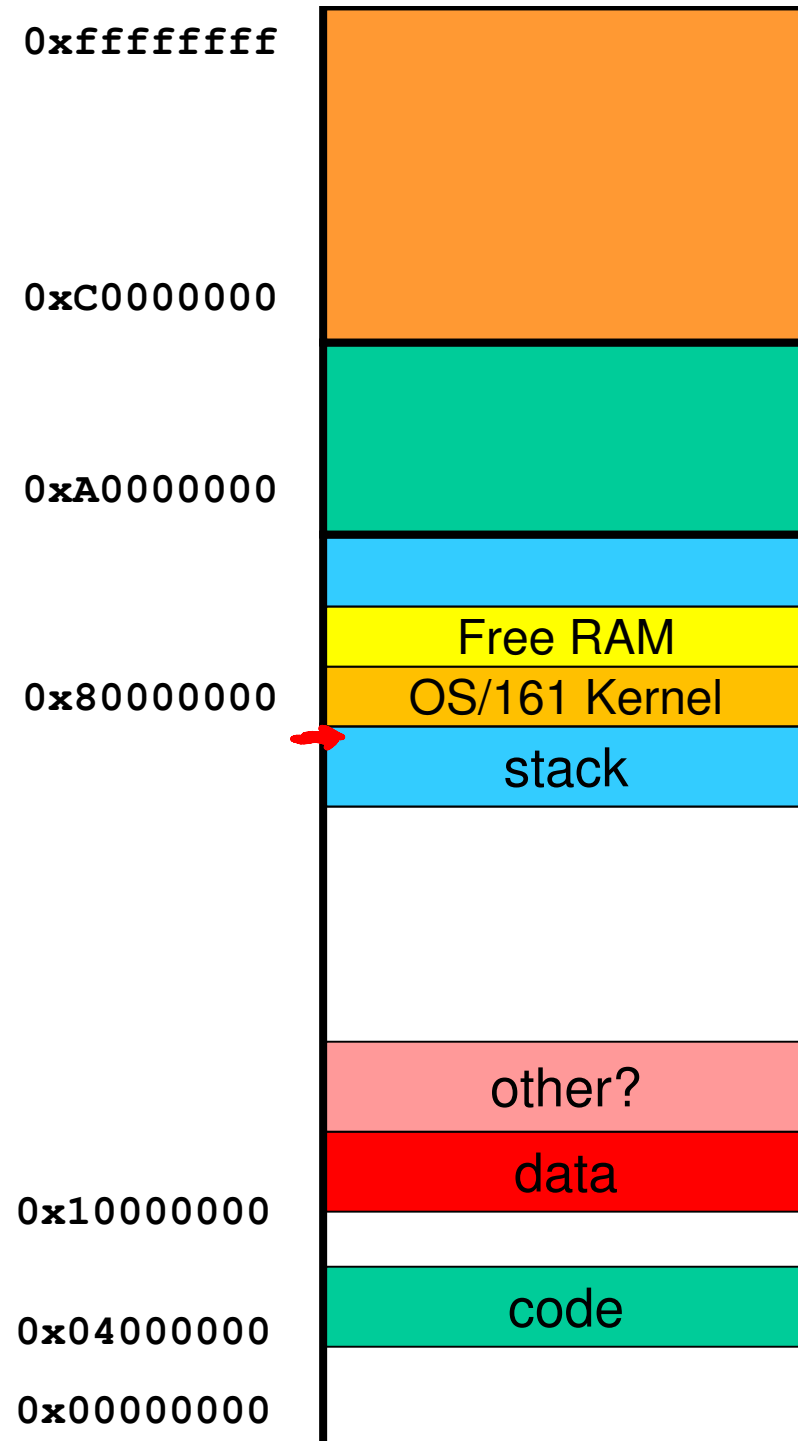 0xffffffff
0xC0000000
0xA0000000
Free RAM
0x80000000
OS/161 Kernel
stack
other?
data
0x10000000
code
0x04000000
0x00000000